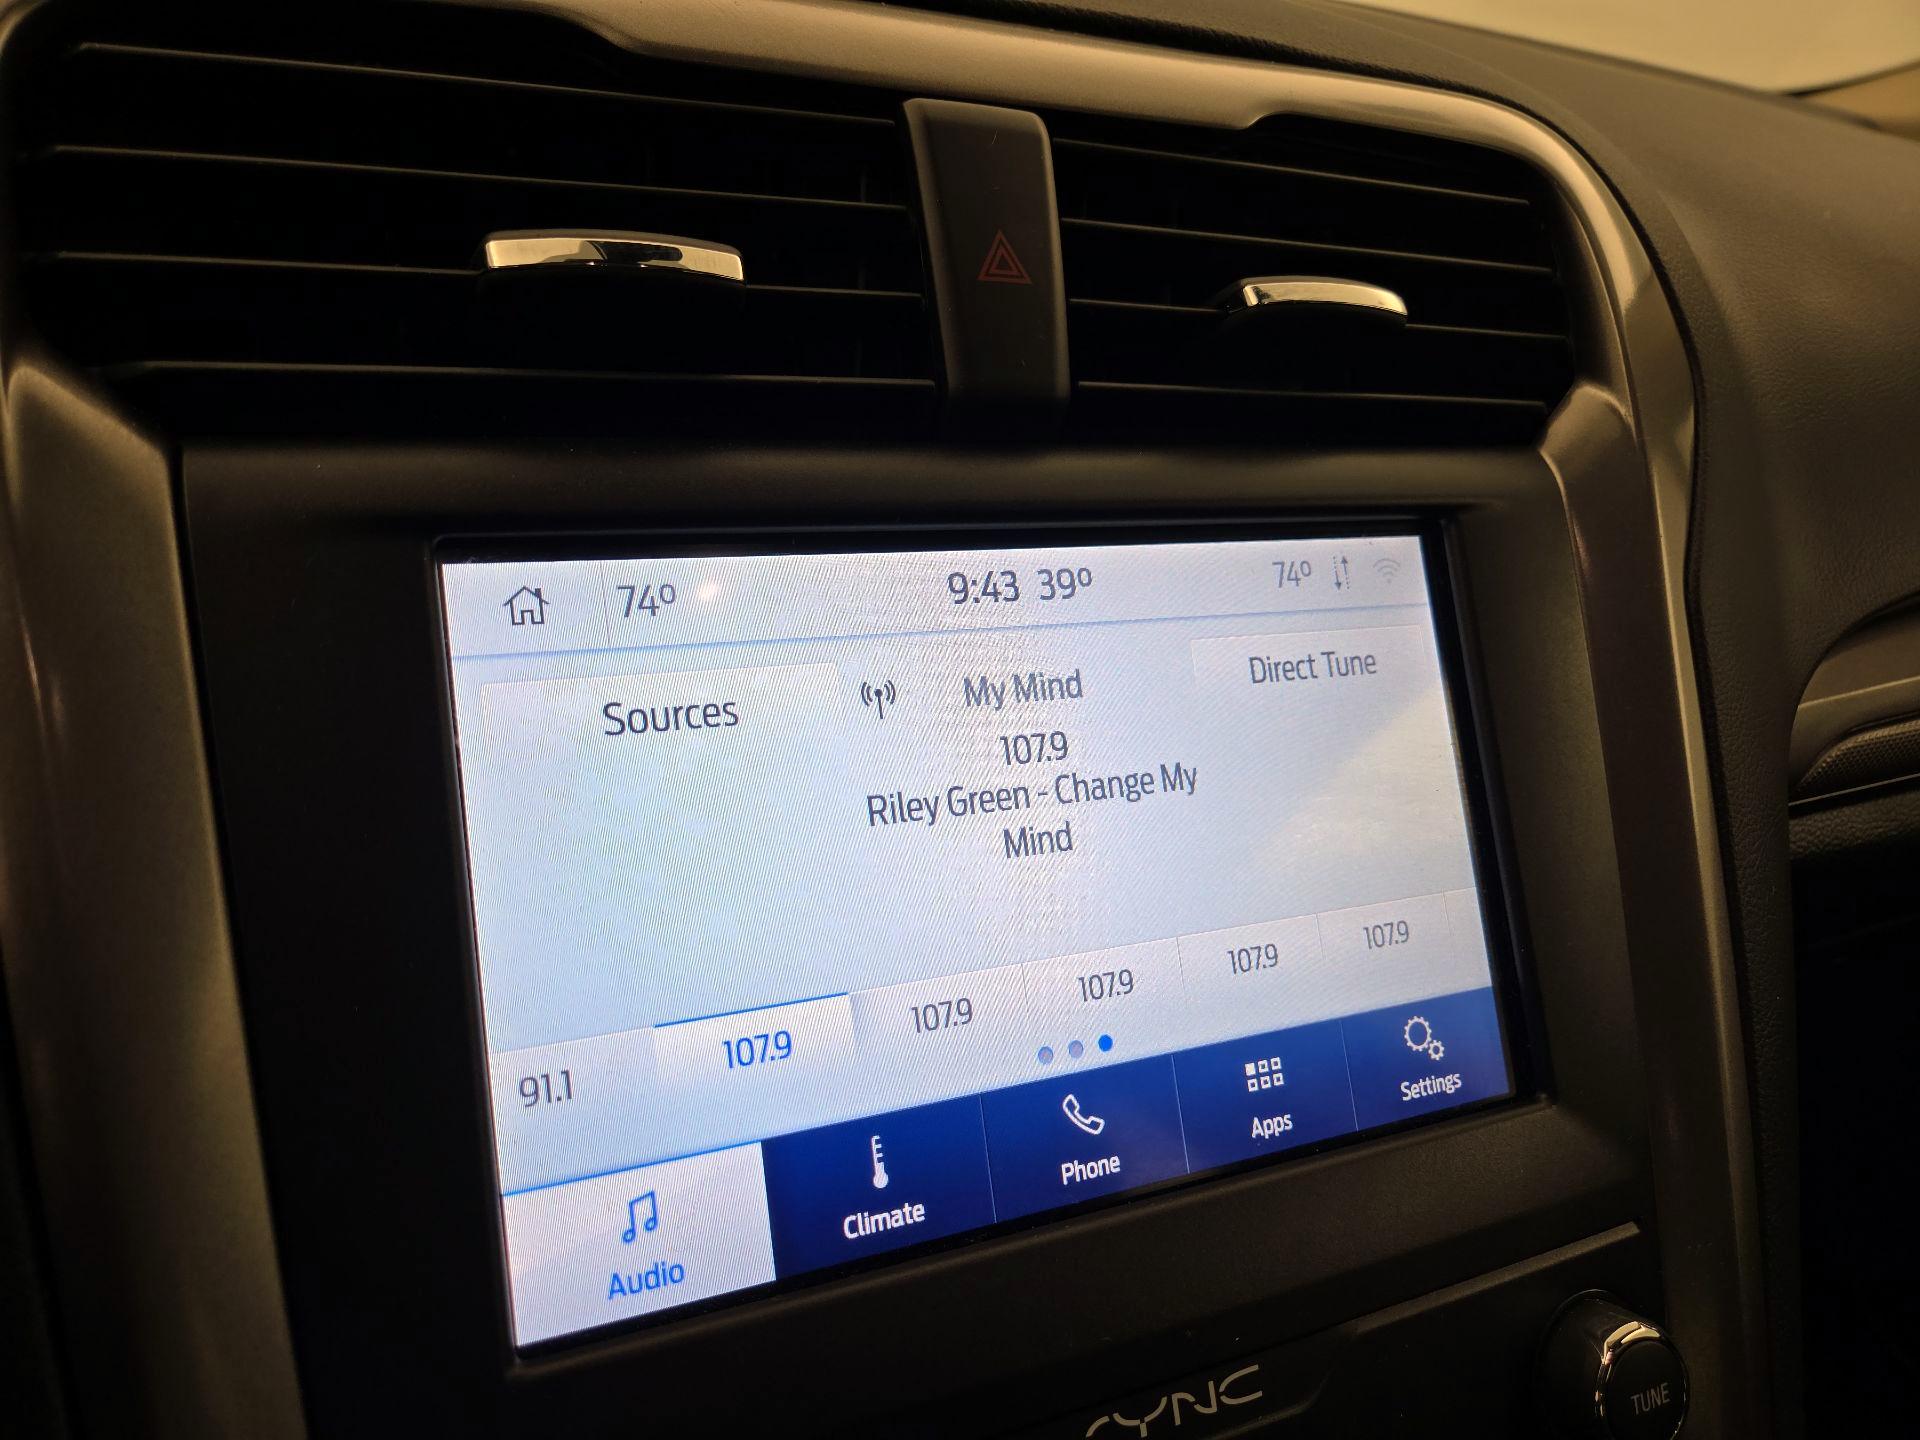 74° 9:43 39° 74°
Sources My Mind Direct Tune
107.9
Riley Green - Change My
Mind
91.1 107.9 107.9 107.9 107.9 107.9
Audio Climate Phone Apps Settings
SYNC
TUNE